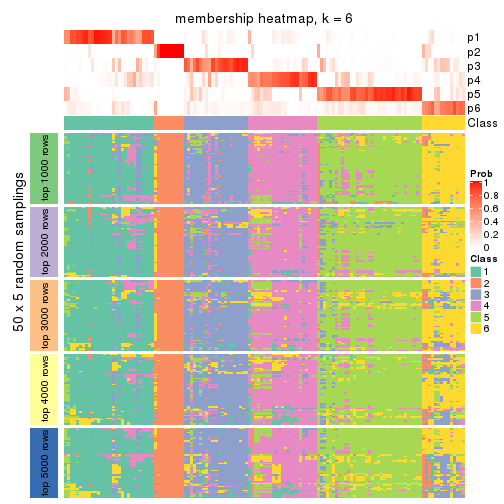 membership heatmap, k = 6
p1
p2
p3
p4
p5
p6
Class
50 x 5 random samplings
top 1000 rows
top 2000 rows
top 3000 rows
top 4000 rows
top 5000 rows
Prob
1
0.8
0.6
0.4
0.2
0
Class
1
2
3
4
5
6